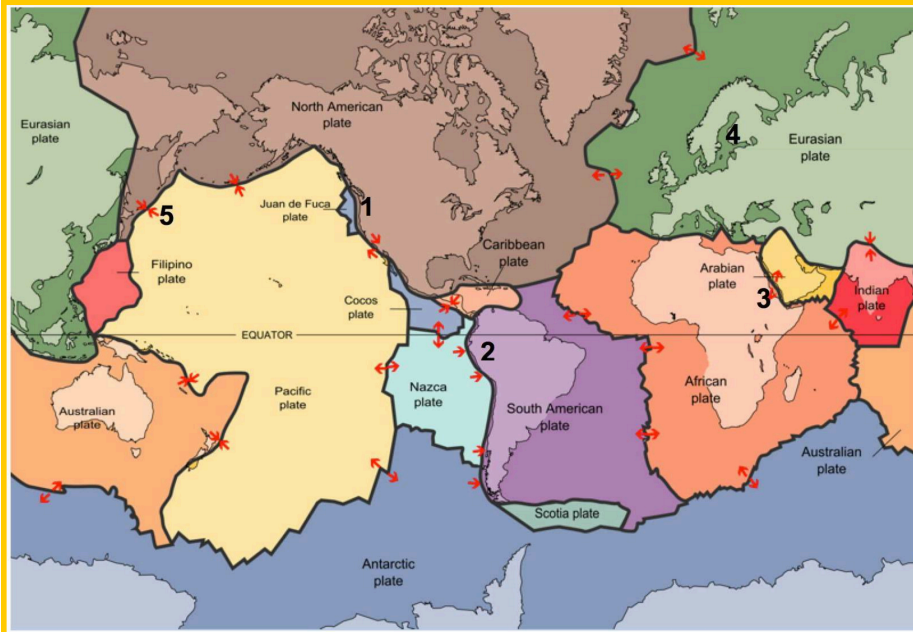 North American
plate
Eurasian
plate
4
Eurasian
plate
Juan de Fuca
plate
1
5
Caribbean
plate
Filipino
plate
Arabian
plate
3
Indian
plate
Cocos
plate
EQUATOR
2
Pacific
plate
Nazca
plate
South American
plate
African
plate
Australian
plate
Australian
plate
Scotia plate
Antarctic
plate